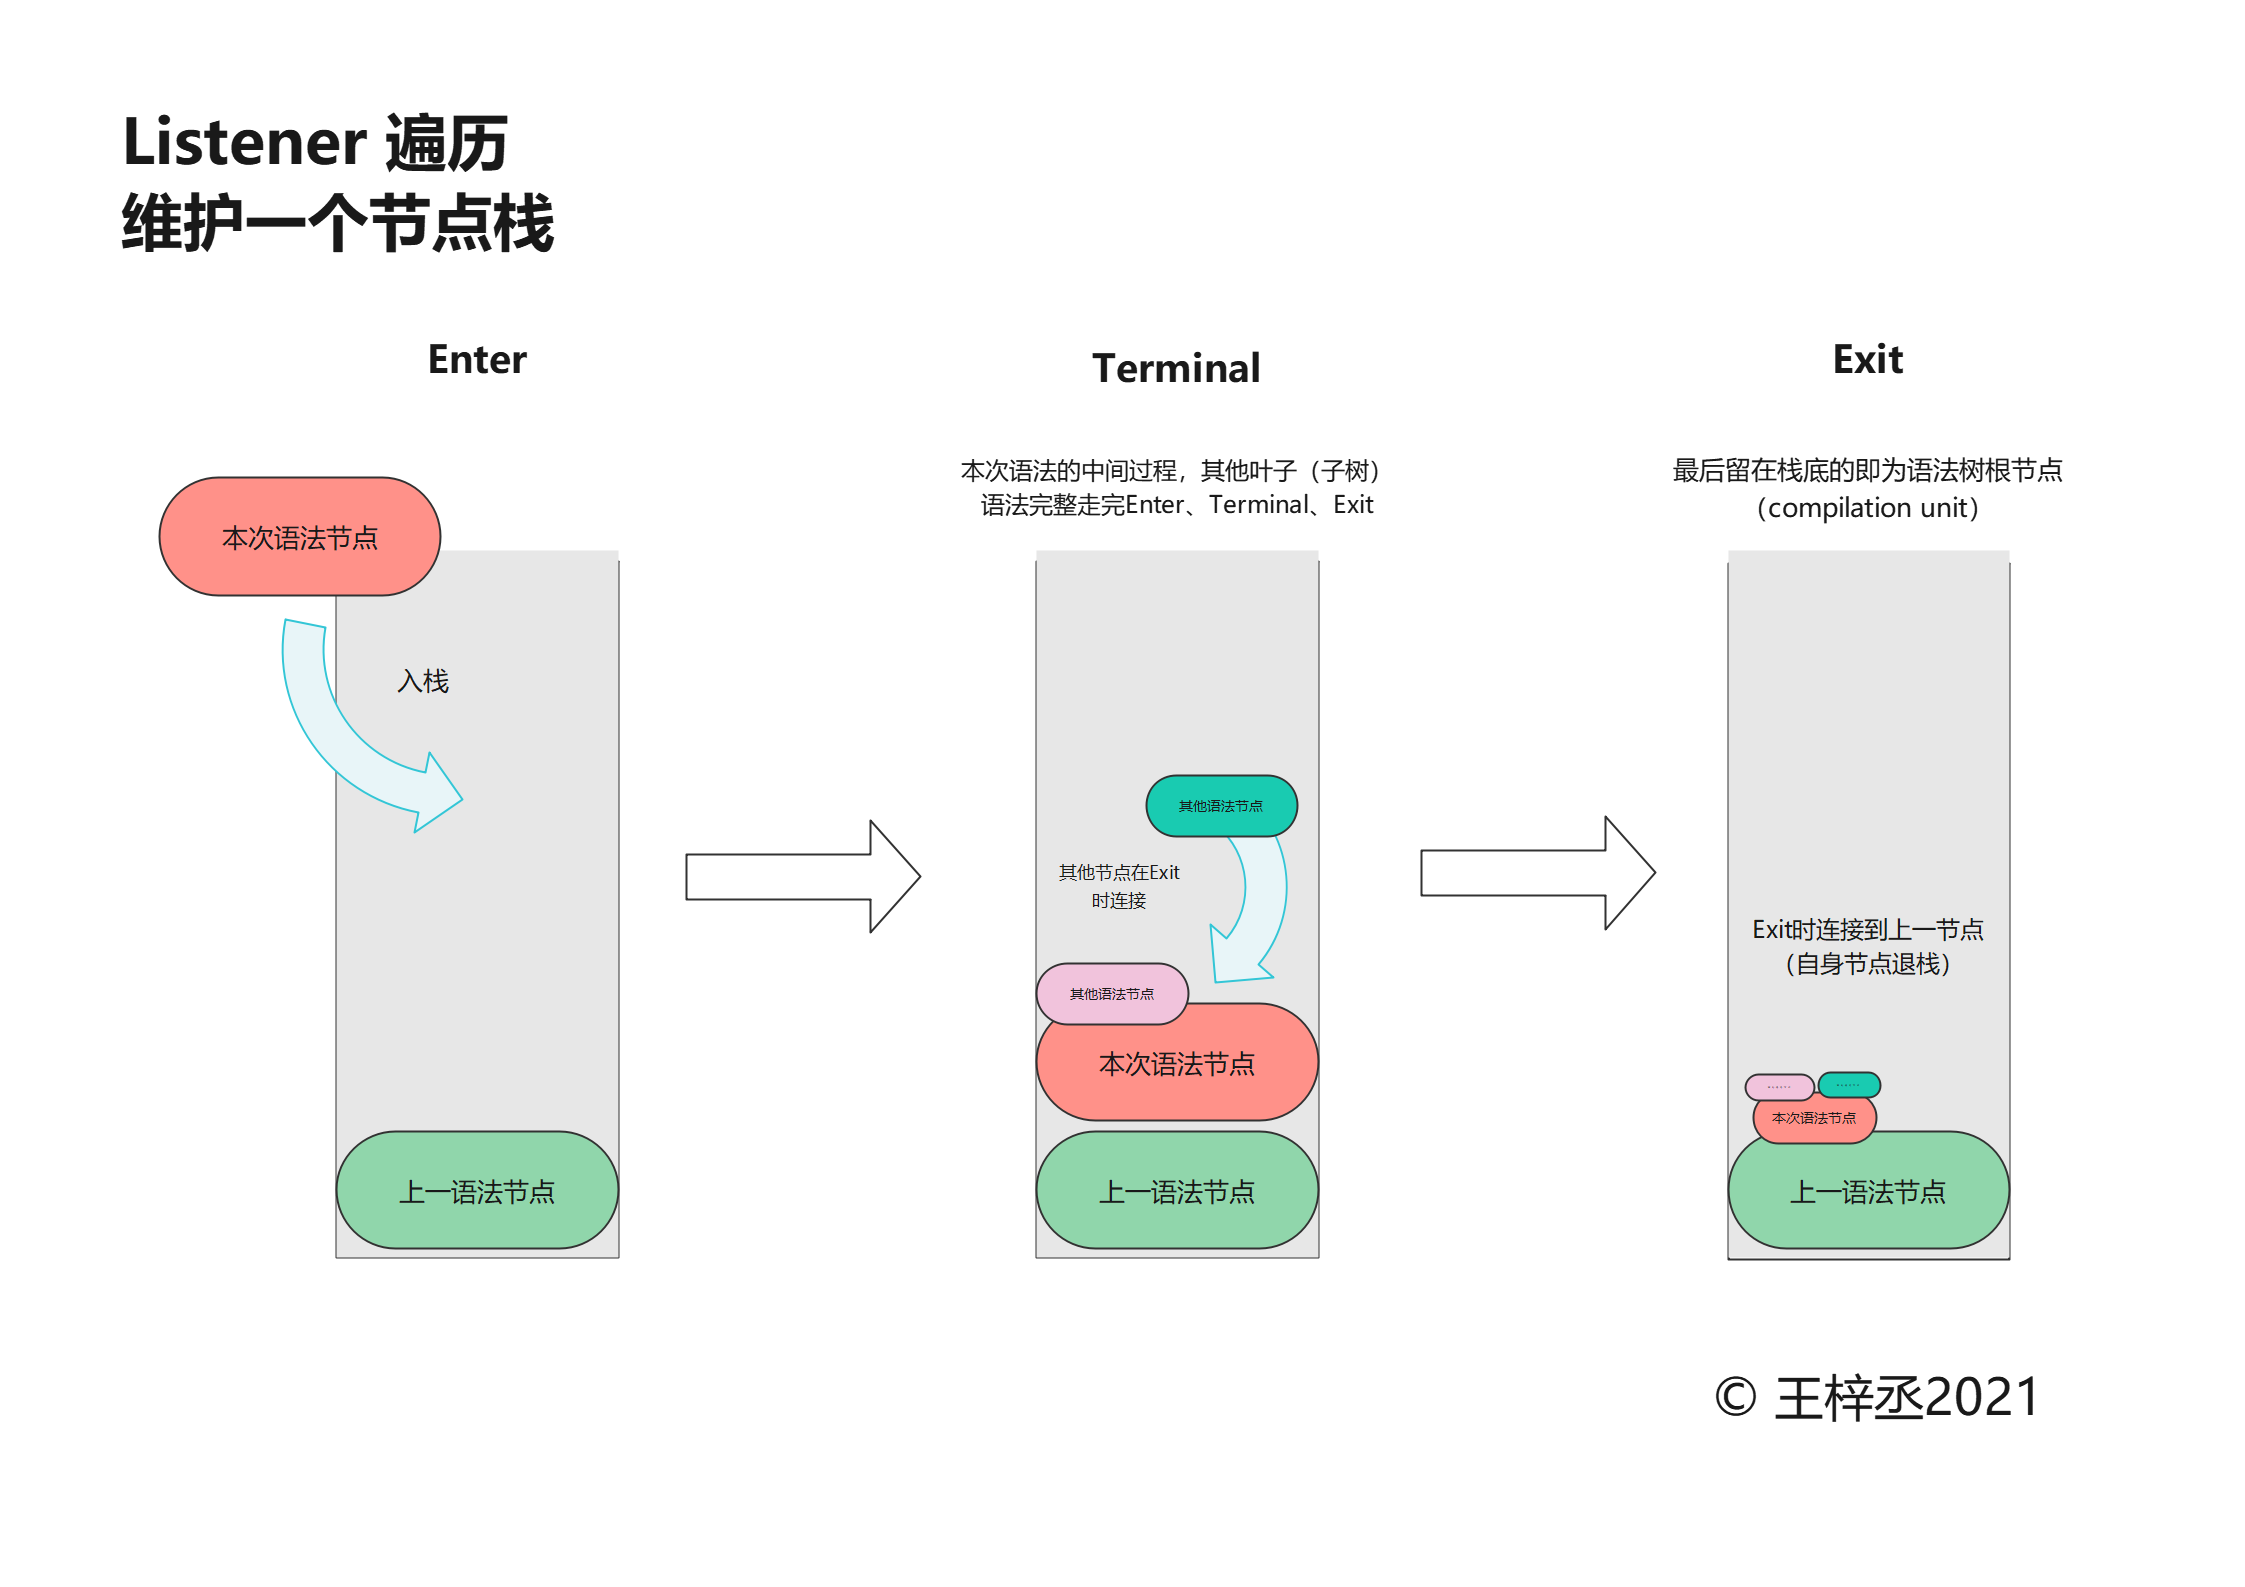 Listener 遍历
维护一个节点栈
Enter
本次语法节点
入栈
上一语法节点
Terminal
本次语法的中间过程，其他叶子（子树）
语法完整走完Enter、Terminal、Exit
其他语法节点
其他节点在Exit
时连接
其他语法节点
本次语法节点
上一语法节点
Exit
最后留在栈底的即为语法树根节点
（compilation unit）
Exit时连接到上一节点
（自身节点退栈）
……
……
本次语法节点
上一语法节点
© 王梓丞2021